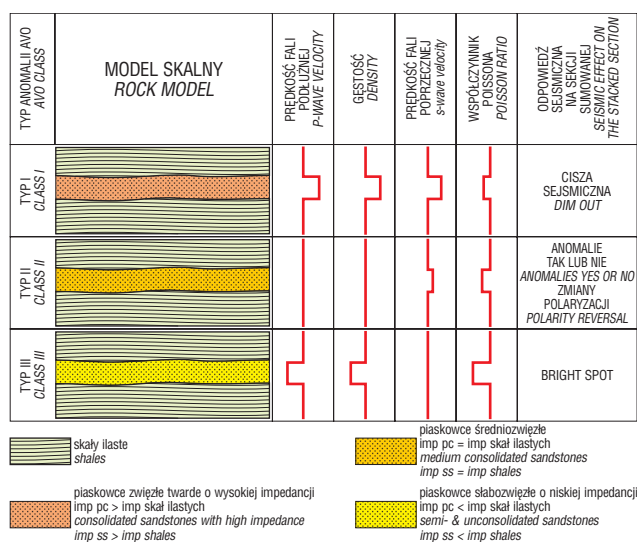 TYP ANOMALII AVO
AVO CLASS
MODEL SKALNY
ROCK MODEL
PRĘDKOŚĆ FALI
PODŁUŻNEJ
P-WAVE VELOCITY
GĘSTOŚĆ
DENSITY
PRĘDKOŚĆ FALI
POPRZECZNEJ
s-wave velocity
WSPÓŁCZYNNIK
POISSONA
POISSON RATIO
ODPOWIEDŹ
SEJSMICZNA
NA SEKCJI
SUMOWANEJ
SEISMIC EFFECT ON
THE STACKED SECTION
TYP I
CLASS I
CISZA
SEJSMICZNA
DIM OUT
TYP II
CLASS II
ANOMALIE
TAK LUB NIE
ANOMALIES YES OR NO
ZMIANY
POLARYZACJI
POLARITY REVERSAL
TYP III
CLASS III
BRIGHT SPOT
skały ilaste
shales
piaskowce średniozwięzłe
imp pc = imp skał ilastych
medium consolidated sandstones
imp ss = imp shales
piaskowce zwięzłe twarde o wysokiej impedancji
imp pc > imp skał ilastych
consolidated sandstones with high impedance
imp ss > imp shales
piaskowce słabozwięzłe o niskiej impedancji
imp pc < imp skał ilastych
semi- & unconsolidated sandstones
imp ss < imp shales